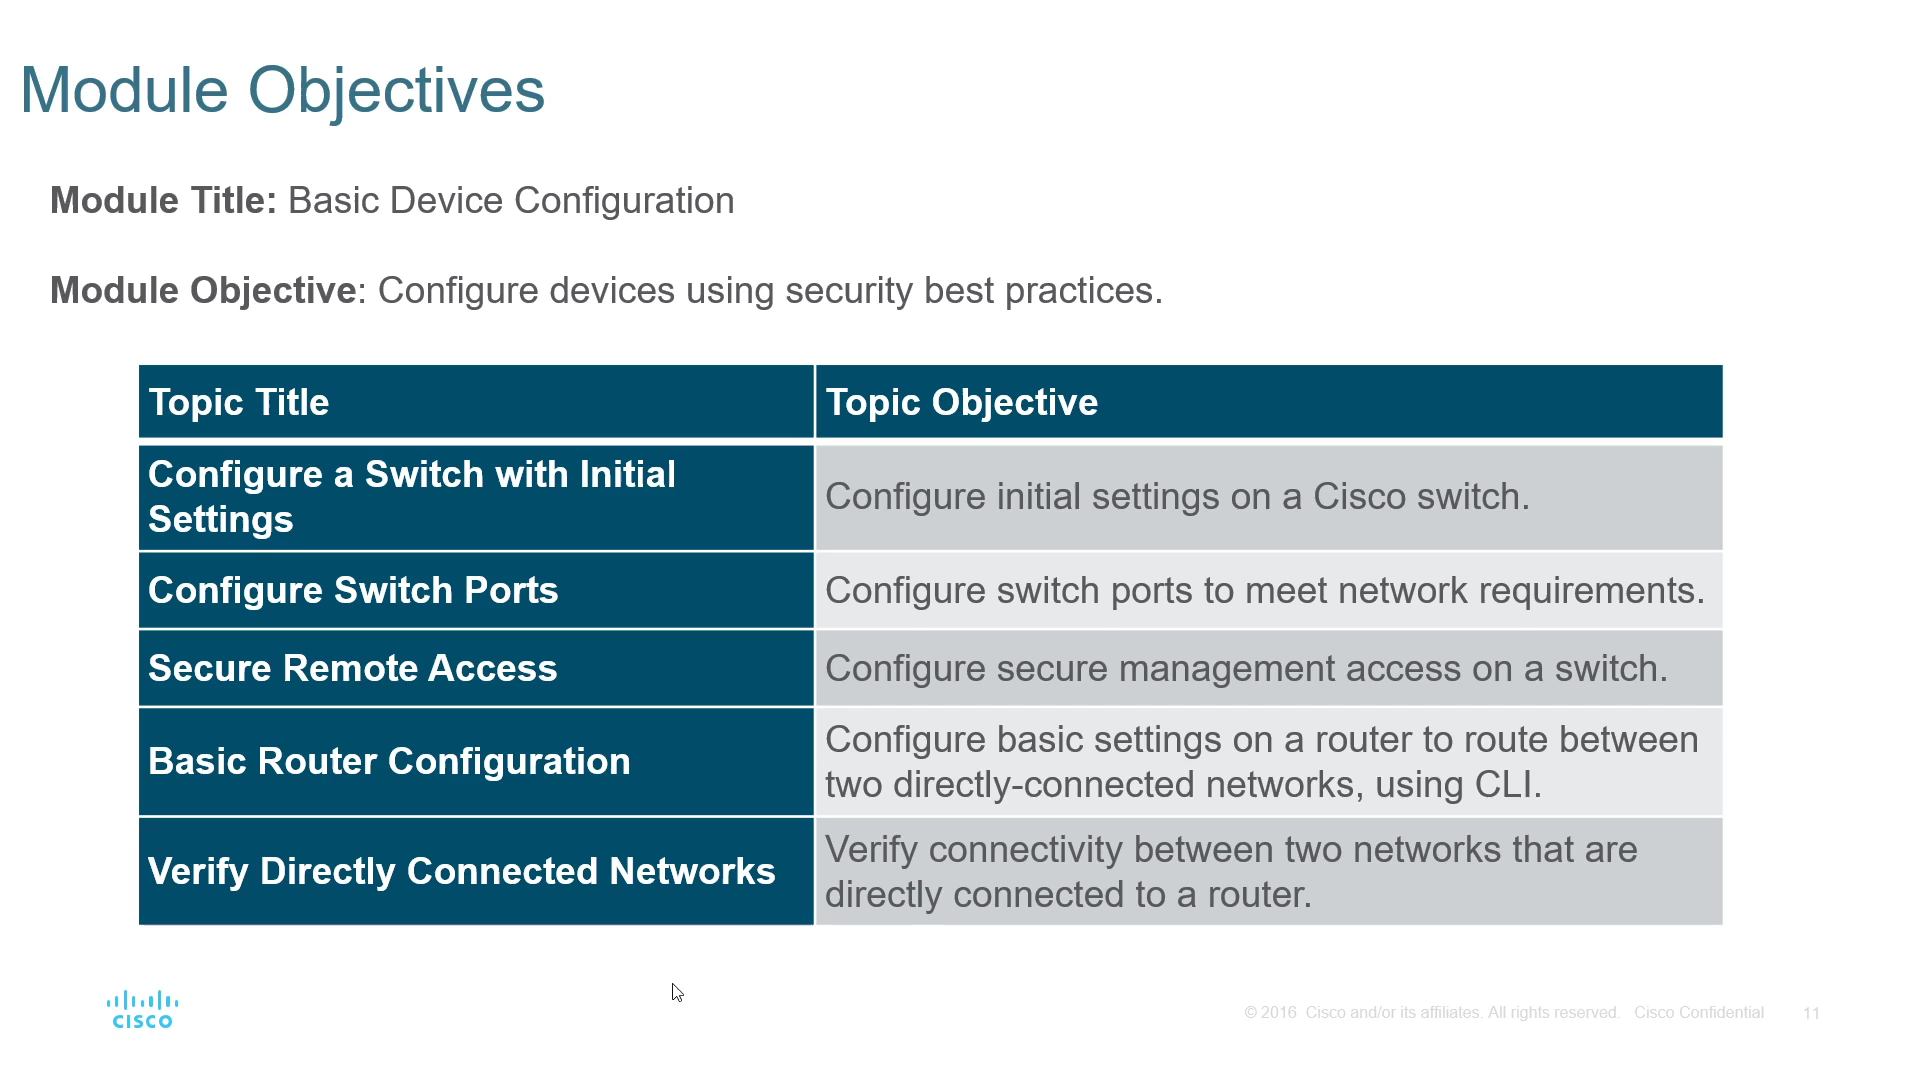 Module Objectives
Module Title: Basic Device Configuration
Module Objective: Configure devices using security best practices.
Topic Title
Topic Objective
Configure a Switch with Initial
Settings
Configure initial settings on a Cisco switch.
Configure Switch Ports
Configure switch ports to meet network requirements.
Secure Remote Access
Configure secure management access on a switch.
Basic Router Configuration
Configure basic settings on a router to route between
two directly-connected networks, using CLI.
Verify Directly Connected Networks
Verify connectivity between two networks that are
directly connected to a router.
CISCO
© 2016 Cisco and/or its affiliates. All rights reserved. Cisco Confidential
11